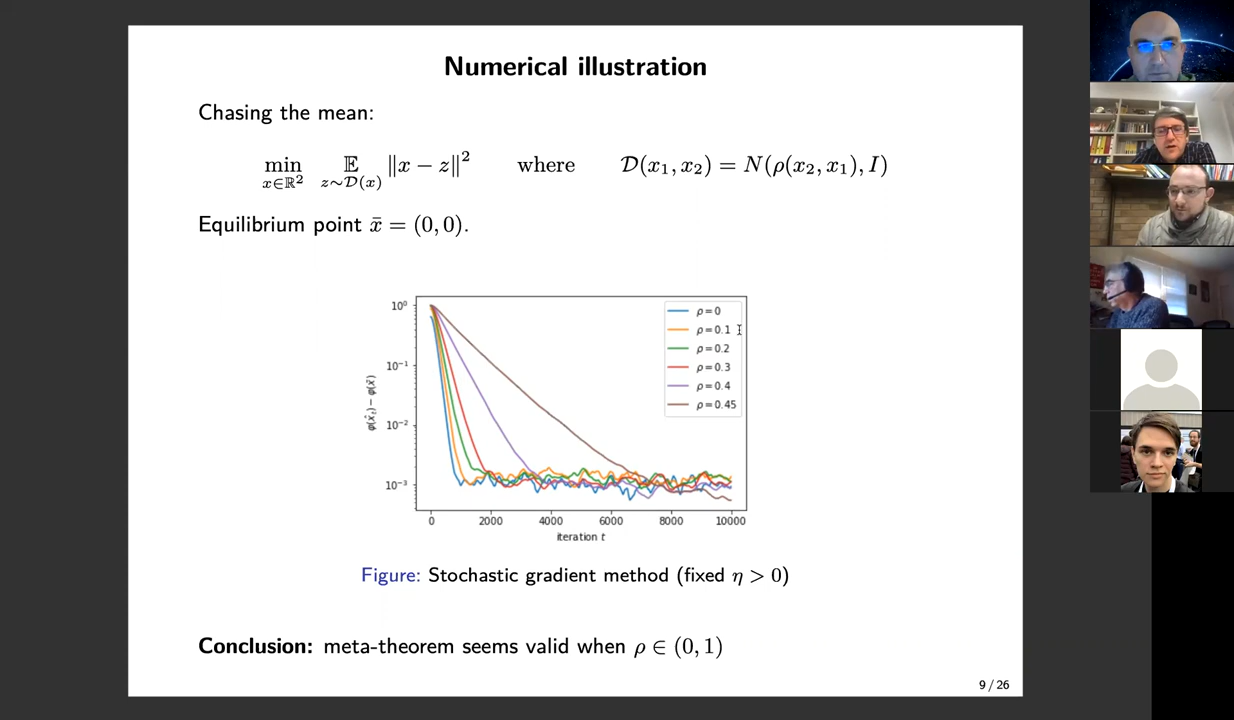 Numerical illustration
Chasing the mean:
min x∈ℝ² 𝔼 z∼𝒟(x) ‖x − z‖² where 𝒟(x₁, x₂) = N(ρ(x₂, x₁), I)
Equilibrium point x̄ = (0, 0).
10⁰
10⁻¹
10⁻²
10⁻³
ρ = 0
ρ = 0.1
ρ = 0.2
ρ = 0.3
ρ = 0.4
ρ = 0.45
0 2000 4000 6000 8000 10000
iteration t
Figure: Stochastic gradient method (fixed η > 0)
Conclusion: meta-theorem seems valid when ρ ∈ (0, 1)
9 / 26